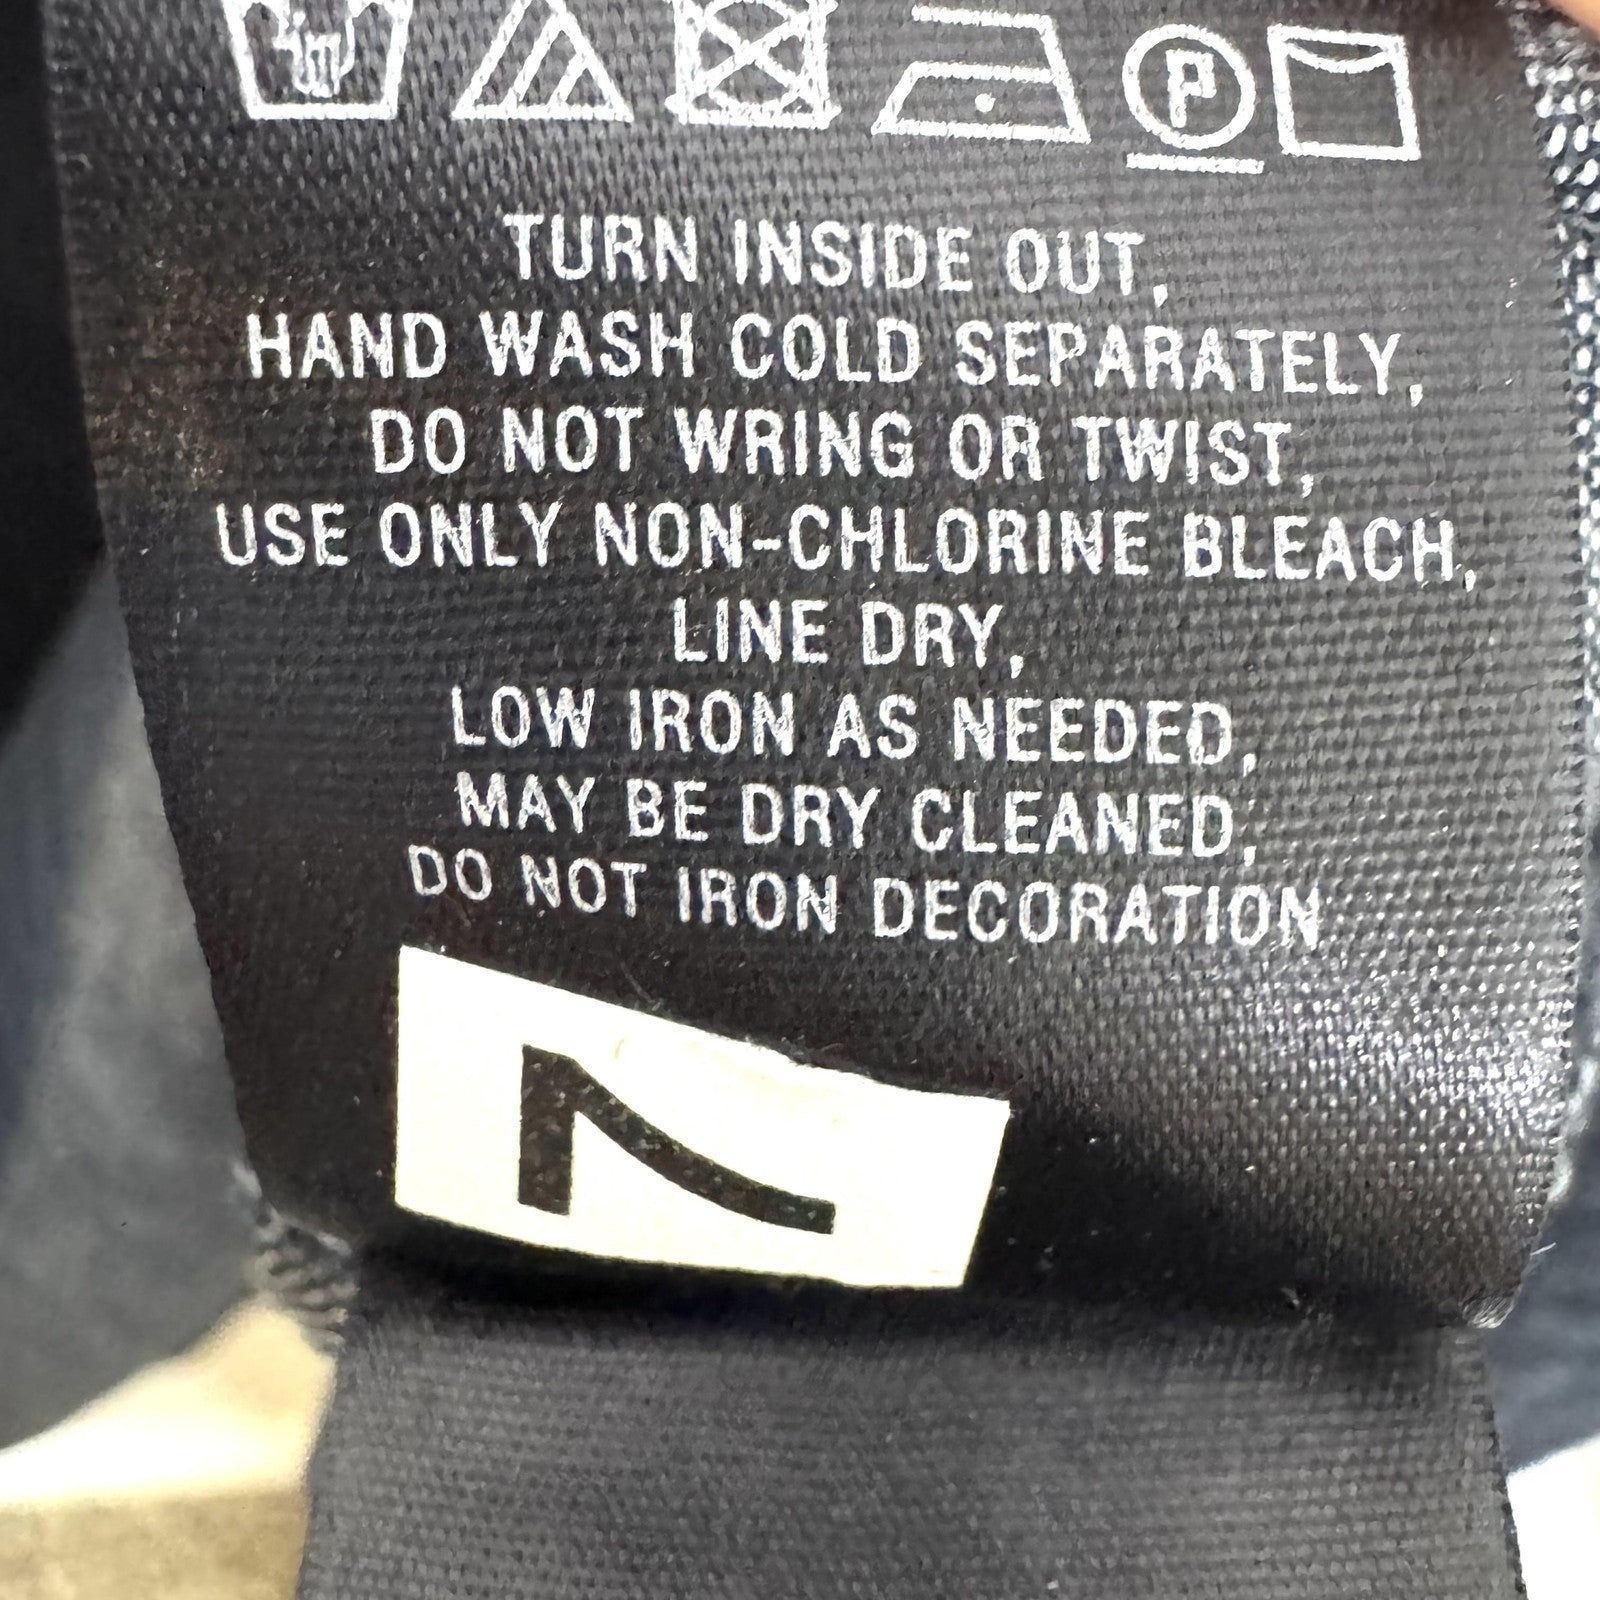 P
TURN INSIDE OUT,
HAND WASH COLD SEPARATELY,
DO NOT WRING OR TWIST,
USE ONLY NON-CHLORINE BLEACH,
LINE DRY,
LOW IRON AS NEEDED,
MAY BE DRY CLEANED,
DO NOT IRON DECORATION
7